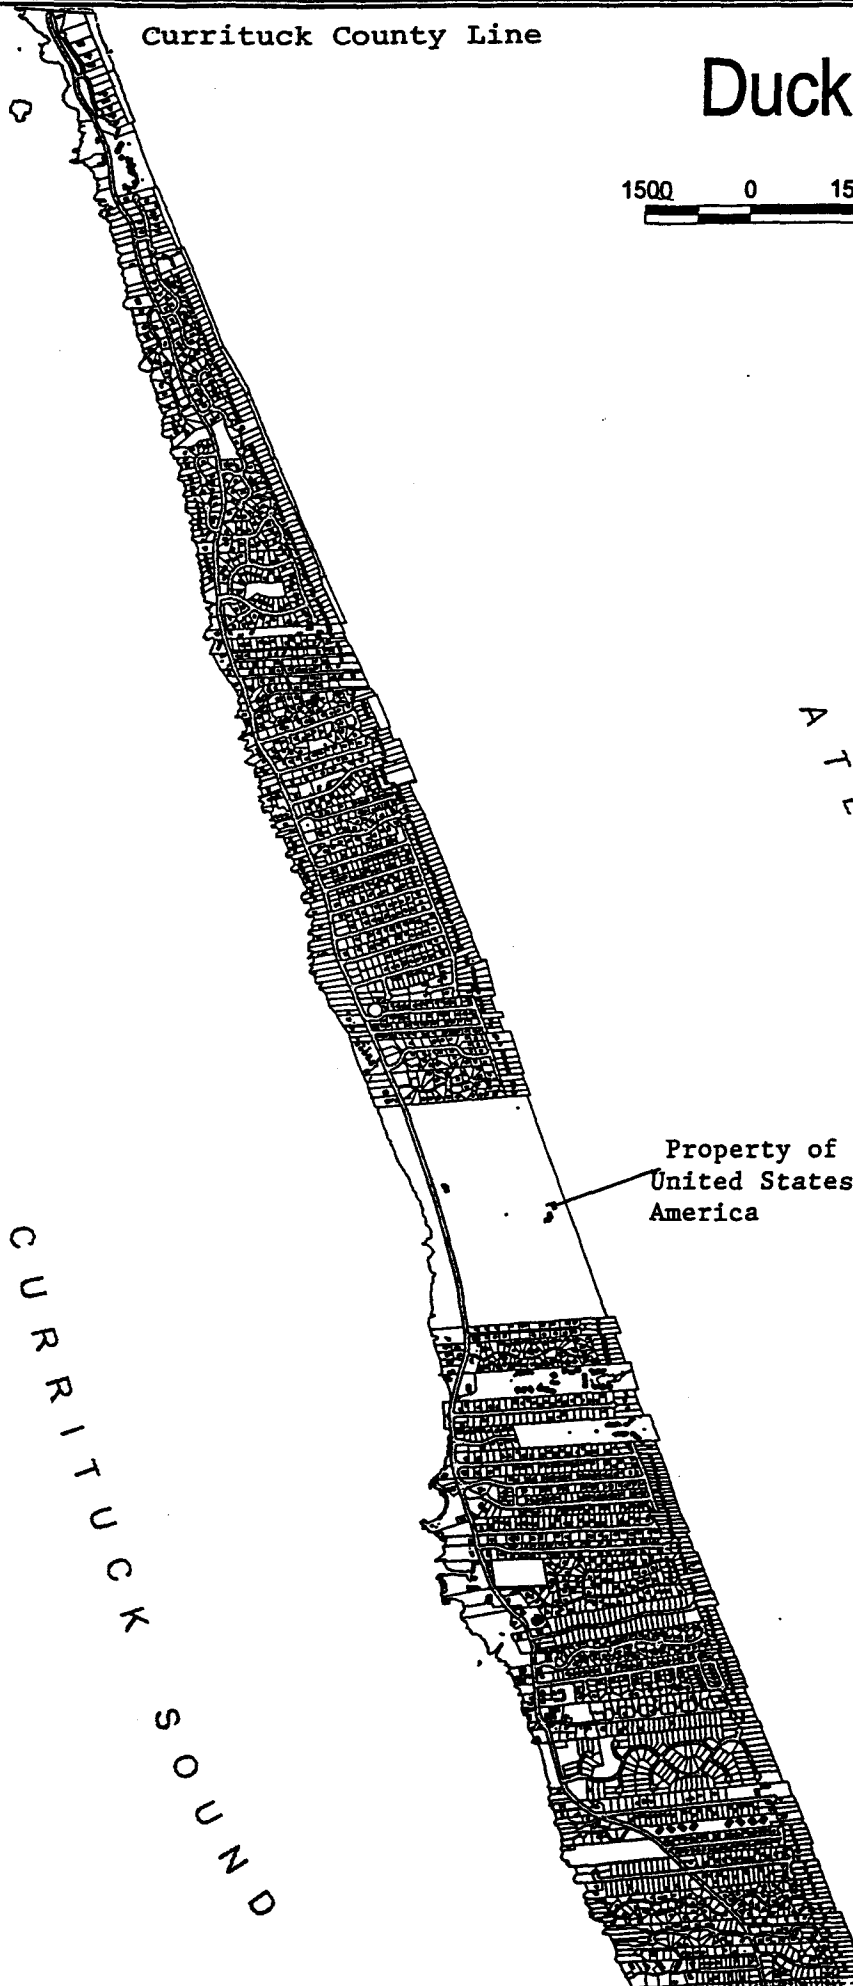 Currituck County Line
Duck
1500 0 15
A T L
Property of
United States
America
CURRITUCK SOUND